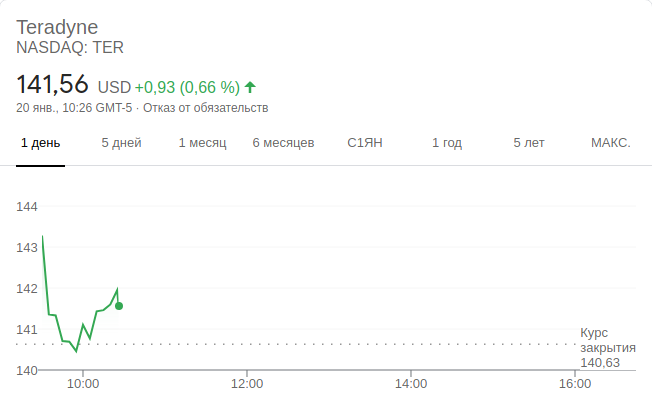 Teradyne
NASDAQ: TER
141,56 USD +0,93 (0,66 %)
20 янв., 10:26 GMT-5 · Отказ от обязательств
1 день 5 дней 1 месяц 6 месяцев С1ЯН 1 год 5 лет МАКС.
144
143
142
141
140
Курс
закрытия
140,63
10:00 12:00 14:00 16:00